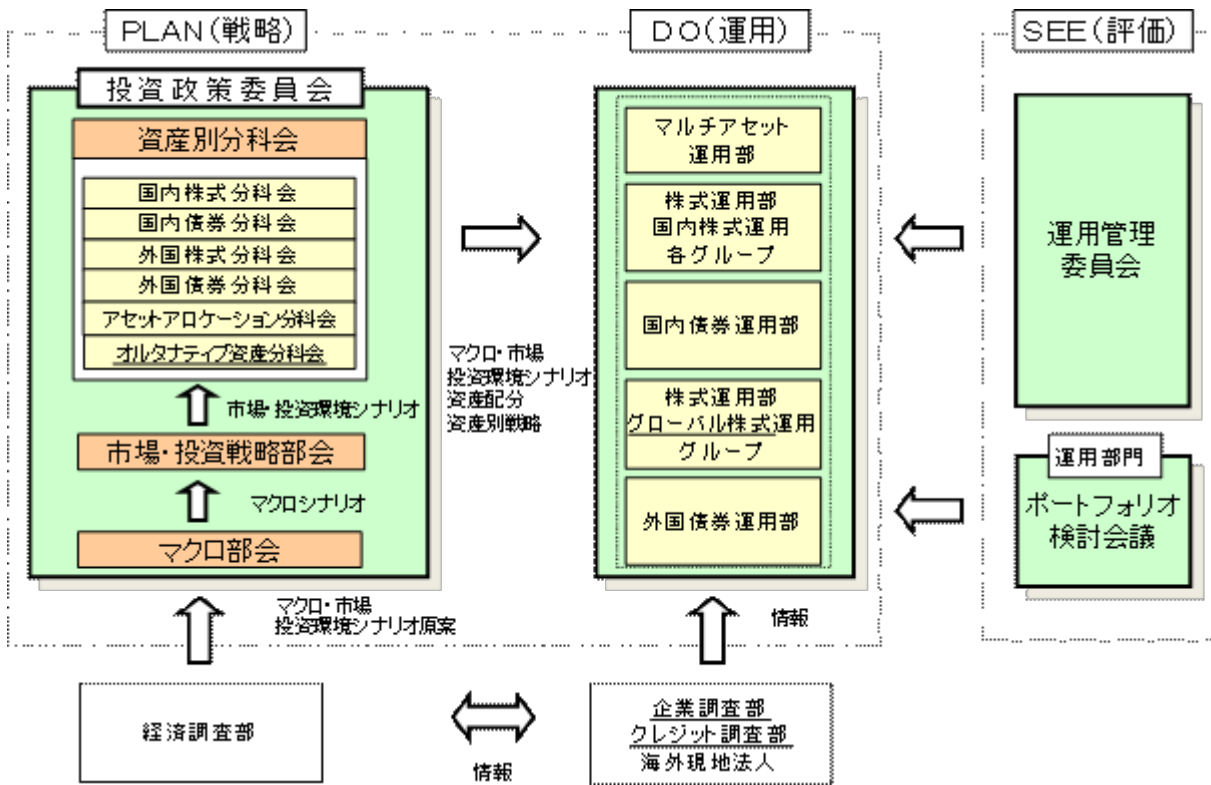 PLAN(戦略)
投資政策委員会
資産別分科会
国内株式分科会
国内債券分科会
外国株式分科会
外国債券分科会
アセットアロケーション分科会
オルタナティブ資産分科会
市場・投資環境シナリオ
市場・投資戦略部会
マクロシナリオ
マクロ部会
マクロ・市場
投資環境シナリオ原案
経済調査部
マクロ・市場
投資環境シナリオ
資産配分
資産別戦略
情報
DO(運用)
マルチアセット
運用部
株式運用部
国内株式運用
各グループ
国内債券運用部
株式運用部
グローバル株式運用
グループ
外国債券運用部
情報
企業調査部
クレジット調査部
海外現地法人
SEE(評価)
運用管理
委員会
運用部門
ポートフォリオ
検討会議